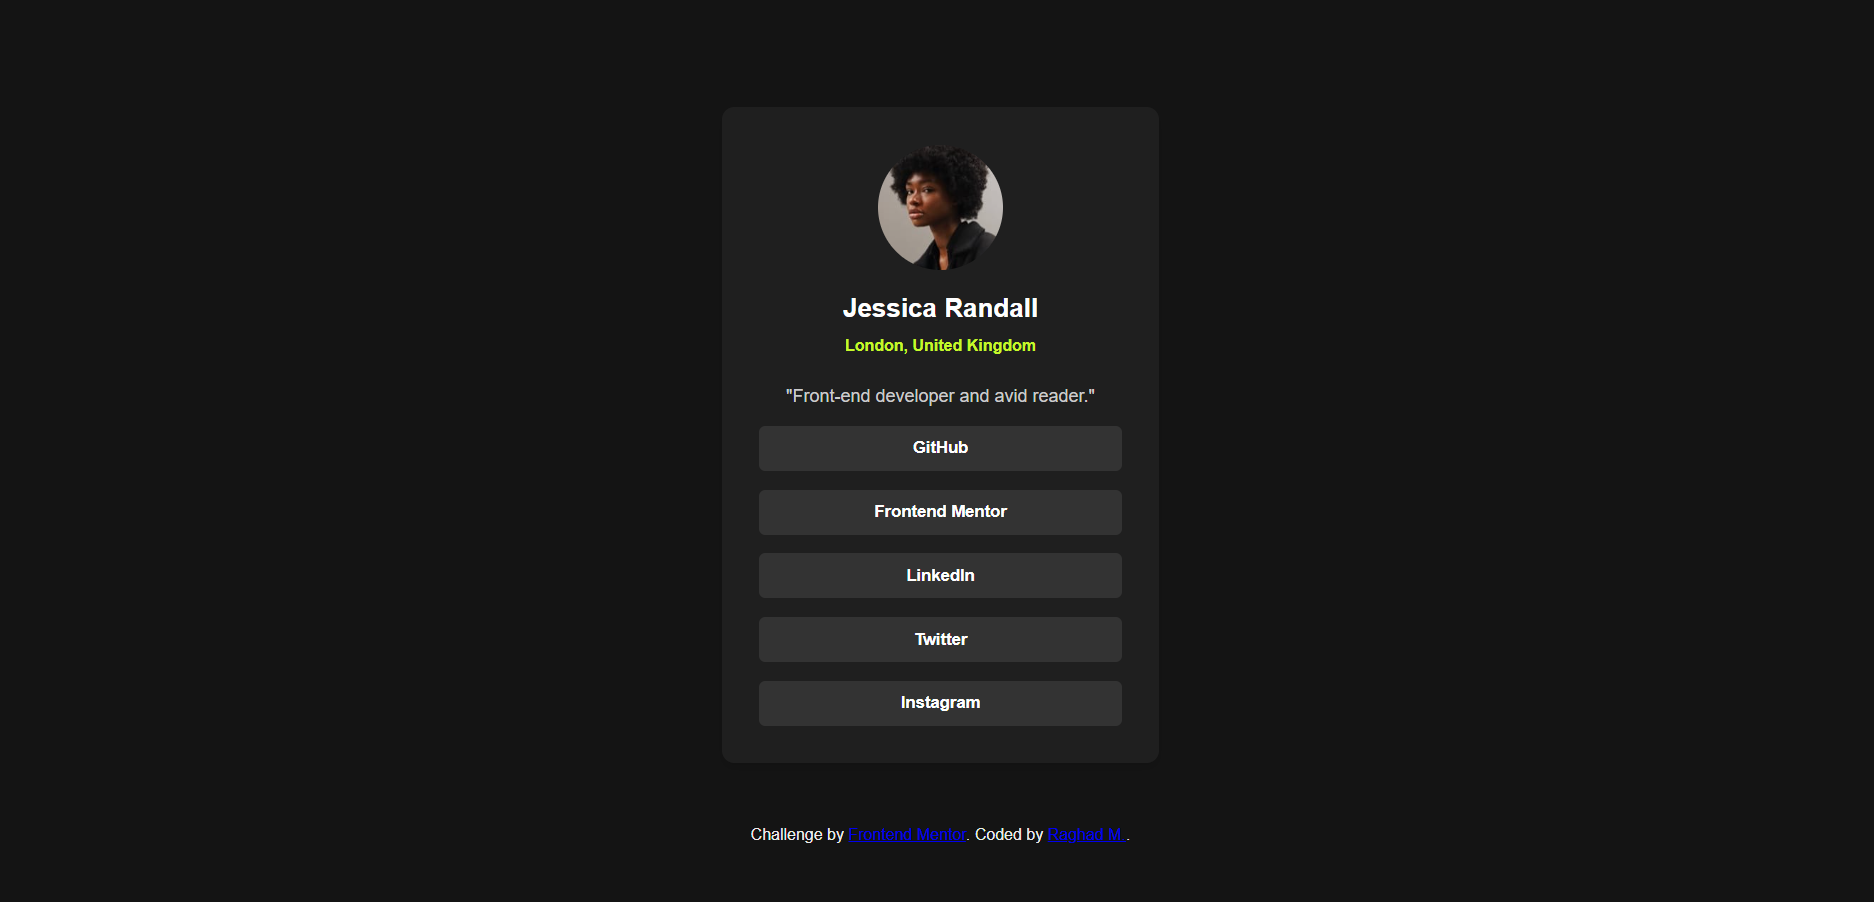 Jessica Randall
London, United Kingdom
"Front-end developer and avid reader."
GitHub
Frontend Mentor
LinkedIn
Twitter
Instagram
Challenge by Frontend Mentor. Coded by Raghad M .